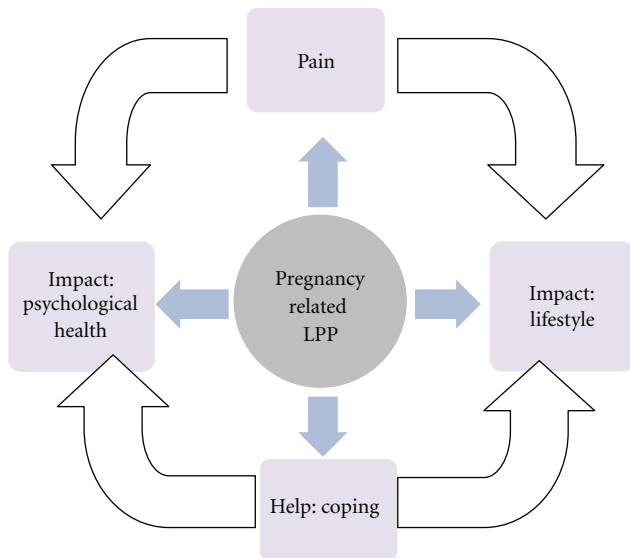 Pain
Impact:
psychological
health
Pregnancy
related
LPP
Impact:
lifestyle
Help: coping